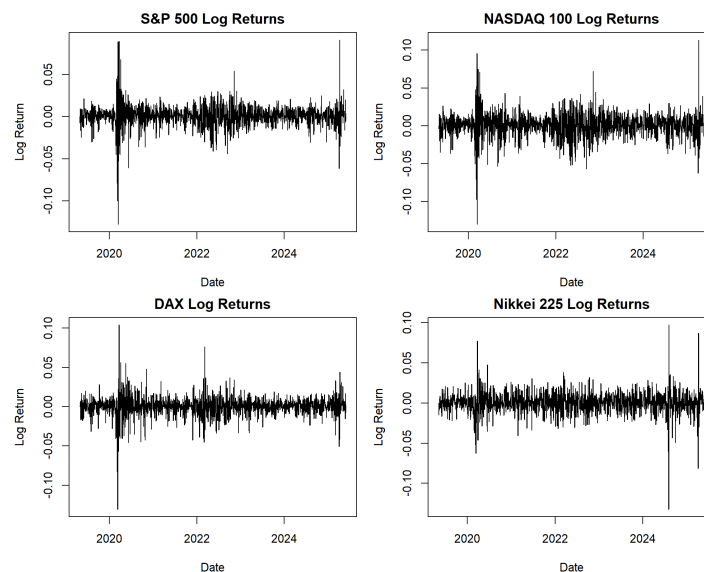 S&P 500 Log Returns
Log Return
0.05
0.00
-0.05
-0.10
2020 2022 2024
Date
NASDAQ 100 Log Returns
Log Return
0.10
0.05
0.00
-0.05
-0.10
2020 2022 2024
Date
DAX Log Returns
Log Return
0.10
0.05
0.00
-0.05
-0.10
2020 2022 2024
Date
Nikkei 225 Log Returns
Log Return
0.10
0.05
0.00
-0.05
-0.10
2020 2022 2024
Date